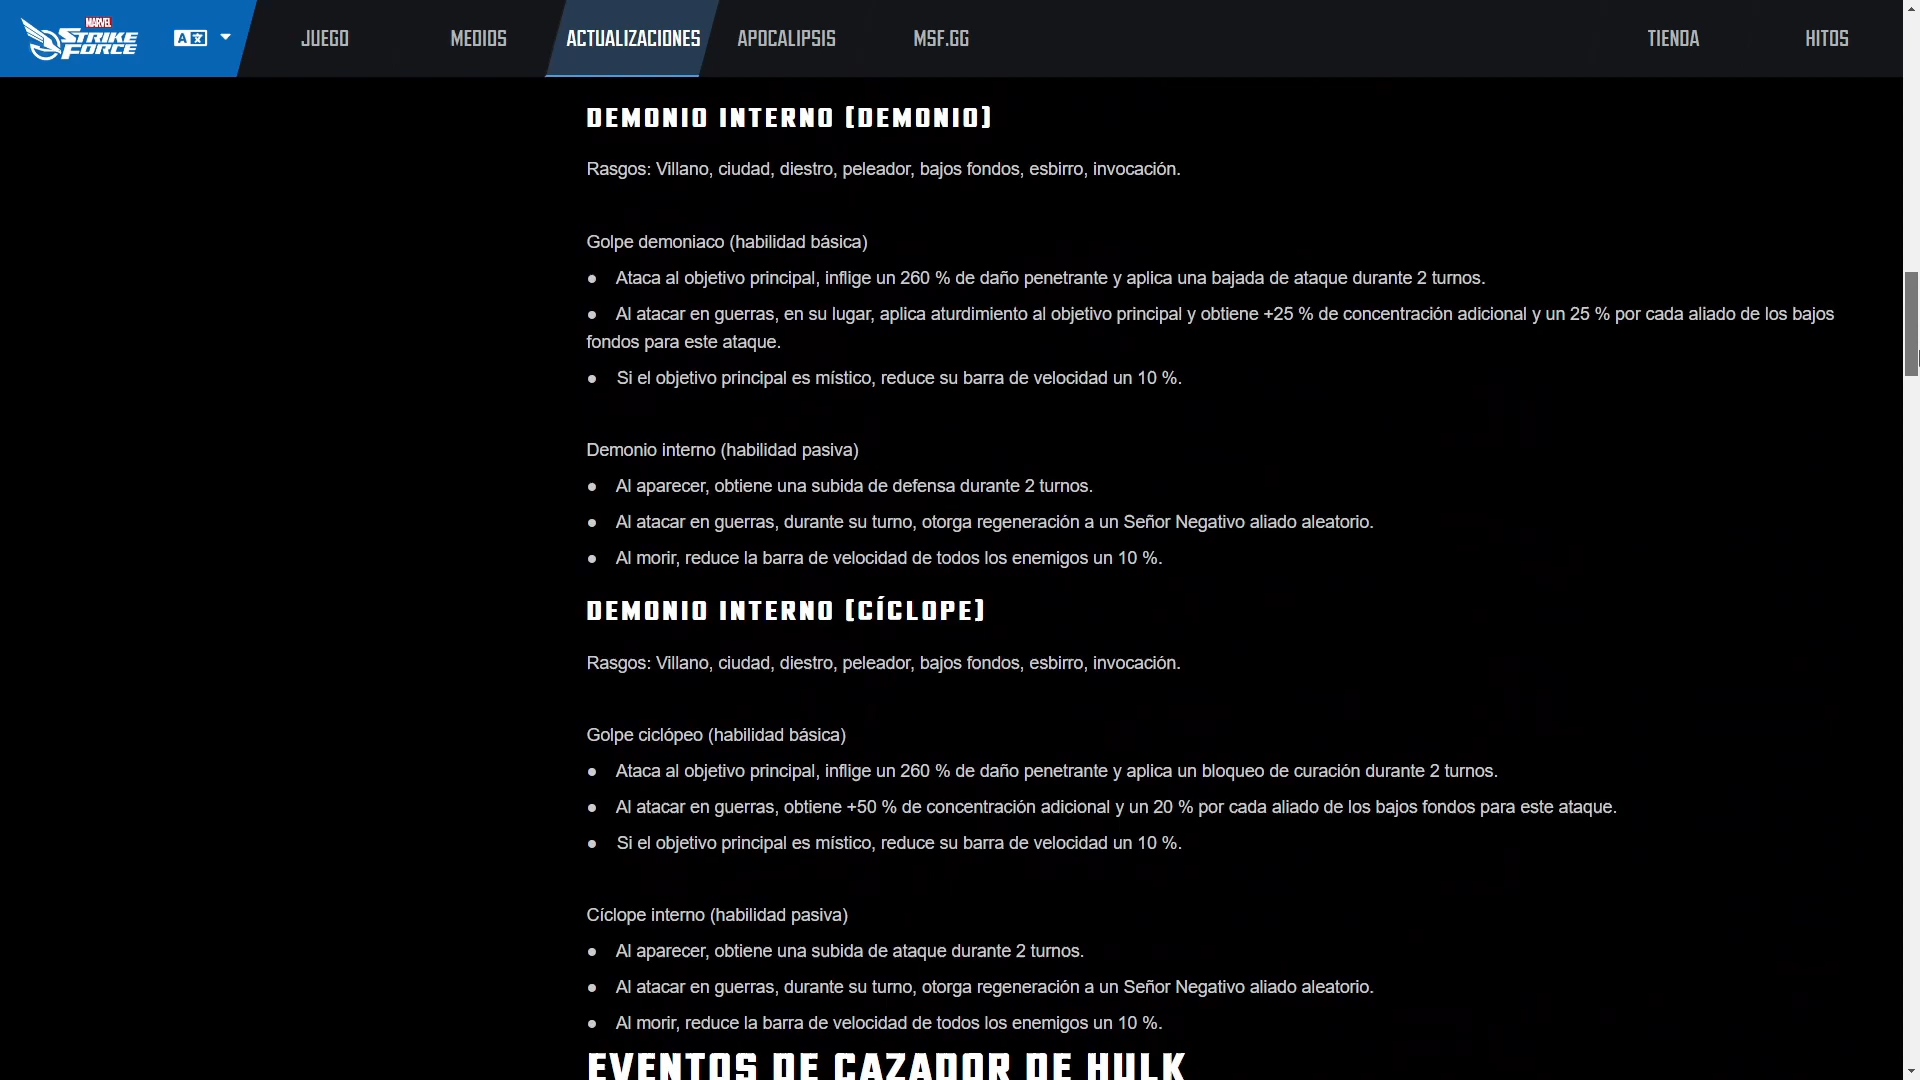 MARVEL
STRIKE
FORCE
JUEGO
MEDIOS
ACTUALIZACIONES
APOCALIPSIS
MSF.GG
TIENDA
HITOS
DEMONIO INTERNO (DEMONIO)
Rasgos: Villano, ciudad, diestro, peleador, bajos fondos, esbirro, invocación.
Golpe demoniaco (habilidad básica)
● Ataca al objetivo principal, inflige un 260 % de daño penetrante y aplica una bajada de ataque durante 2 turnos.
● Al atacar en guerras, en su lugar, aplica aturdimiento al objetivo principal y obtiene +25 % de concentración adicional y un 25 % por cada aliado de los bajos
fondos para este ataque.
● Si el objetivo principal es místico, reduce su barra de velocidad un 10 %.
Demonio interno (habilidad pasiva)
● Al aparecer, obtiene una subida de defensa durante 2 turnos.
● Al atacar en guerras, durante su turno, otorga regeneración a un Señor Negativo aliado aleatorio.
● Al morir, reduce la barra de velocidad de todos los enemigos un 10 %.
DEMONIO INTERNO (CÍCLOPE)
Rasgos: Villano, ciudad, diestro, peleador, bajos fondos, esbirro, invocación.
Golpe ciclópeo (habilidad básica)
● Ataca al objetivo principal, inflige un 260 % de daño penetrante y aplica un bloqueo de curación durante 2 turnos.
● Al atacar en guerras, obtiene +50 % de concentración adicional y un 20 % por cada aliado de los bajos fondos para este ataque.
● Si el objetivo principal es místico, reduce su barra de velocidad un 10 %.
Cíclope interno (habilidad pasiva)
● Al aparecer, obtiene una subida de ataque durante 2 turnos.
● Al atacar en guerras, durante su turno, otorga regeneración a un Señor Negativo aliado aleatorio.
● Al morir, reduce la barra de velocidad de todos los enemigos un 10 %.
EVENTOS DE CAZADOR DE HULK